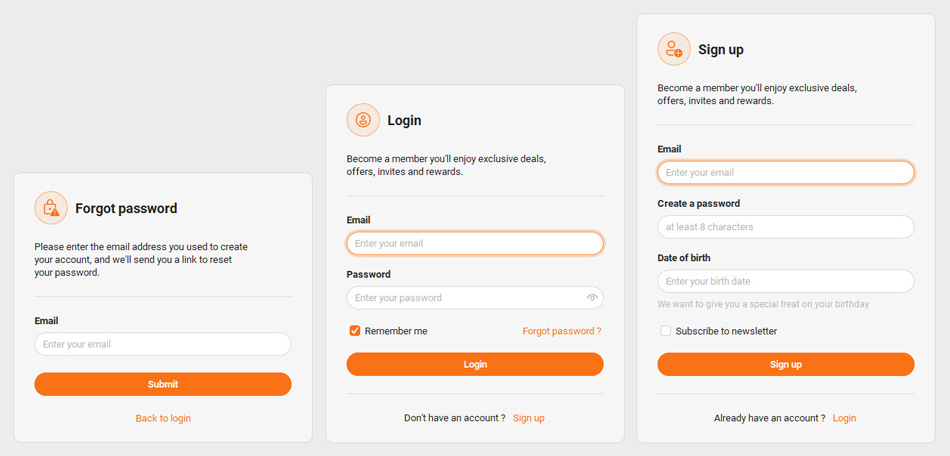 Forgot password
Please enter the email address you used to create
your account, and we'll send you a link to reset
your password.
Email
Enter your email
Submit
Back to login
Login
Become a member you'll enjoy exclusive deals,
offers, invites and rewards.
Email
Enter your email
Password
Enter your password
Remember me
Forgot password ?
Login
Don't have an account ? Sign up
Sign up
Become a member you'll enjoy exclusive deals,
offers, invites and rewards.
Email
Enter your email
Create a password
at least 8 characters
Date of birth
Enter your birth date
We want to give you a special treat on your birthday
Subscribe to newsletter
Sign up
Already have an account ? Login